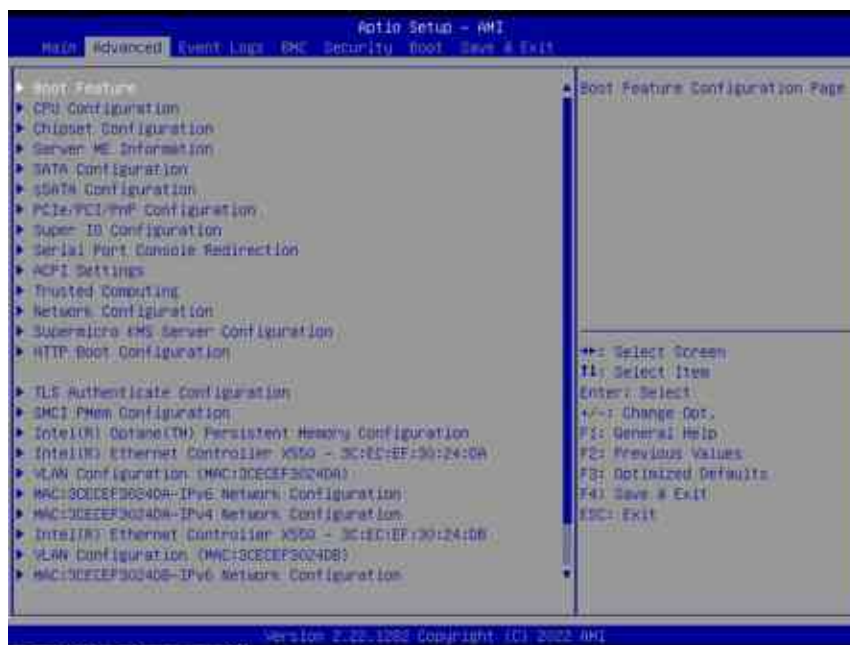 Aptio Setup - AMI
Main Advanced Event Logs BMC Security Boot Save & Exit
Boot Feature
CPU Configuration
Chipset Configuration
Server ME Information
SATA Configuration
sSATA Configuration
PCIe/PCI/PnP Configuration
Super IO Configuration
Serial Port Console Redirection
ACPI Settings
Trusted Computing
Network Configuration
Supermicro KMS Server Configuration
HTTP Boot Configuration
TLS Authenticate Configuration
SMCI PMem Configuration
Intel(R) Optane(TM) Persistent Memory Configuration
Intel(R) Ethernet Controller X550 - 3C:EC:EF:30:24:DA
VLAN Configuration (MAC:3CECEF3024DA)
MAC:3CECEF3024DA-IPv6 Network Configuration
MAC:3CECEF3024DA-IPv4 Network Configuration
Intel(R) Ethernet Controller X550 - 3C:EC:EF:30:24:DB
VLAN Configuration (MAC:3CECEF3024DB)
MAC:3CECEF3024DB-IPv6 Network Configuration
Boot Feature Configuration Page
↔: Select Screen
↑↓: Select Item
Enter: Select
+/-: Change Opt.
F1: General Help
F2: Previous Values
F3: Optimized Defaults
F4: Save & Exit
ESC: Exit
Version 2.22.1282 Copyright (C) 2022 AMI